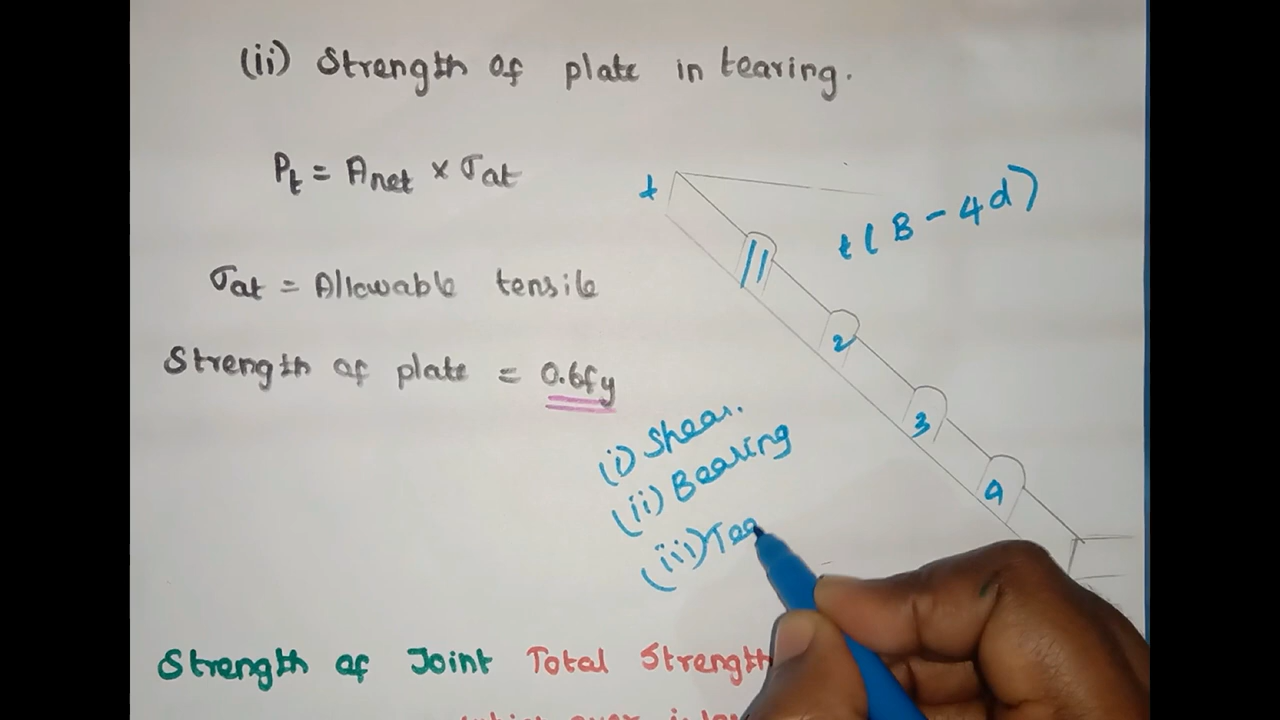 (ii) Strength of plate in tearing.
Pt = Anet × σat
t
t(B-4d)
σat = Allowable tensile
Strength of plate = 0.6fy
2
3
4
(i) Shear.
(ii) Bearing
(iii) Tea
Strength of Joint Total Strength